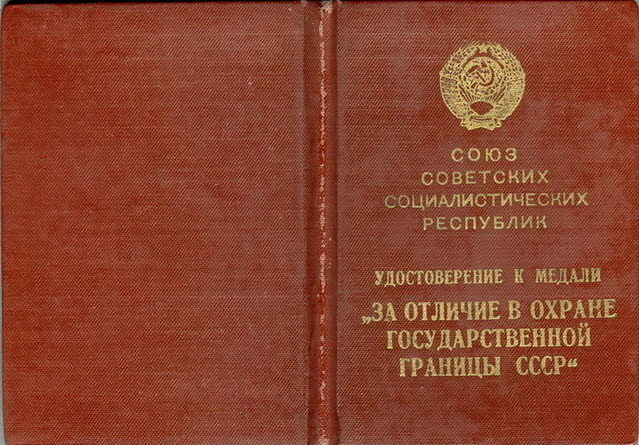 СОЮЗ
СОВЕТСКИХ
СОЦИАЛИСТИЧЕСКИХ
РЕСПУБЛИК
УДОСТОВЕРЕНИЕ К МЕДАЛИ
„ЗА ОТЛИЧИЕ В ОХРАНЕ
ГОСУДАРСТВЕННОЙ
ГРАНИЦЫ СССР“